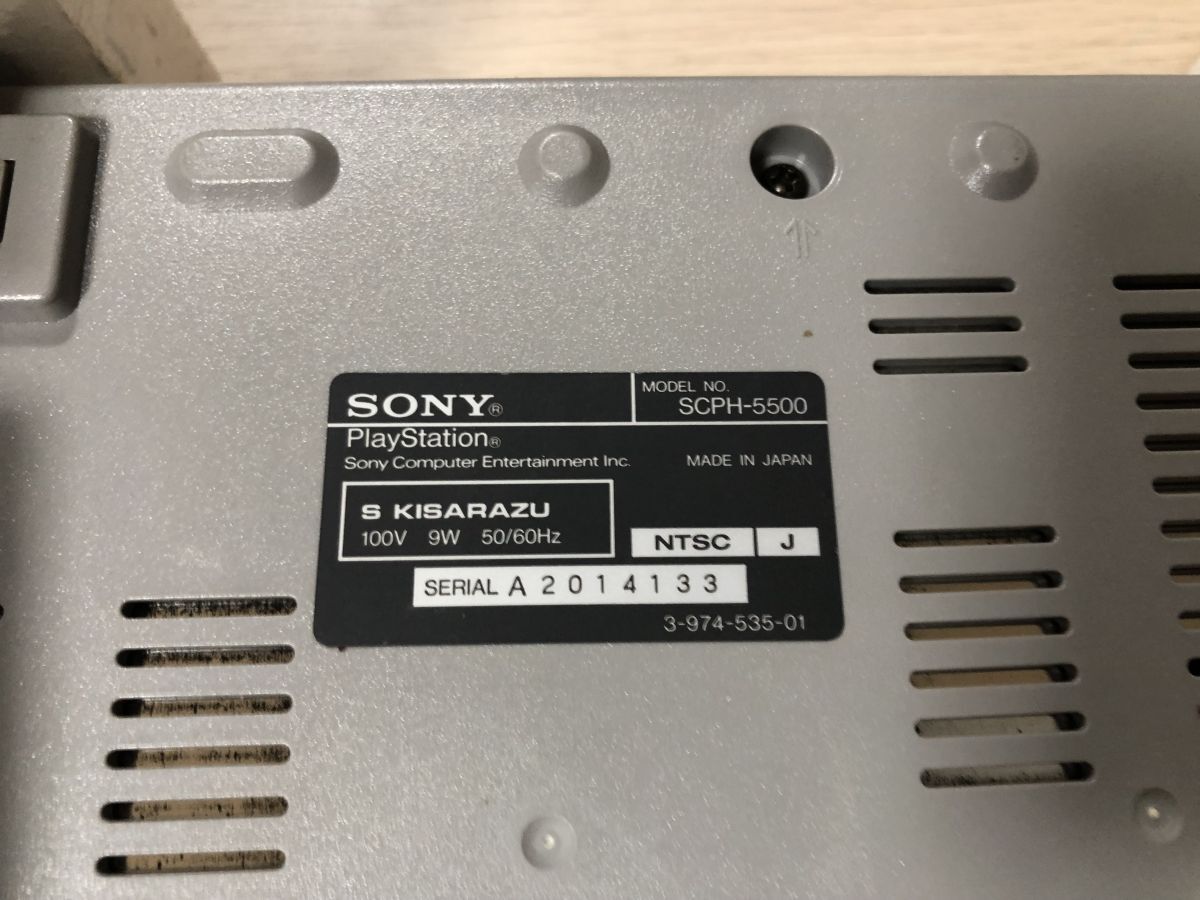 SONY®
MODEL NO.
SCPH-5500
PlayStation®
Sony Computer Entertainment Inc.
MADE IN JAPAN
S KISARAZU
100V 9W 50/60Hz
NTSC J
SERIAL A2014133
3-974-535-01